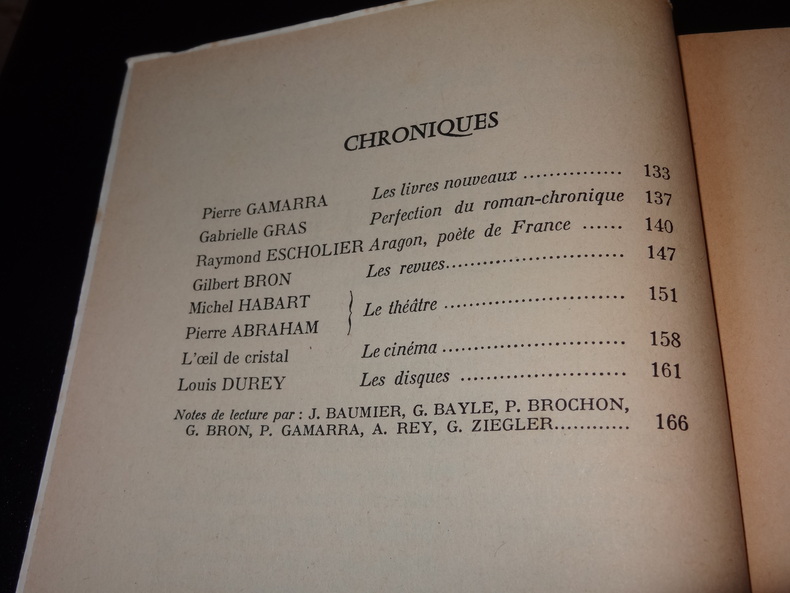 CHRONIQUES
Pierre GAMARRA Les livres nouveaux ............... 133
Gabrielle GRAS Perfection du roman-chronique 137
Raymond ESCHOLIER Aragon, poète de France ...... 140
Gilbert BRON Les revues........................... 147
Michel HABART
Pierre ABRAHAM } Le théâtre ........................... 151
L'œil de cristal Le cinéma ........................... 158
Louis DUREY Les disques ......................... 161
Notes de lecture par : J. BAUMIER, G. BAYLE, P. BROCHON,
G. BRON, P. GAMARRA, A. REY, G. ZIEGLER............ 166